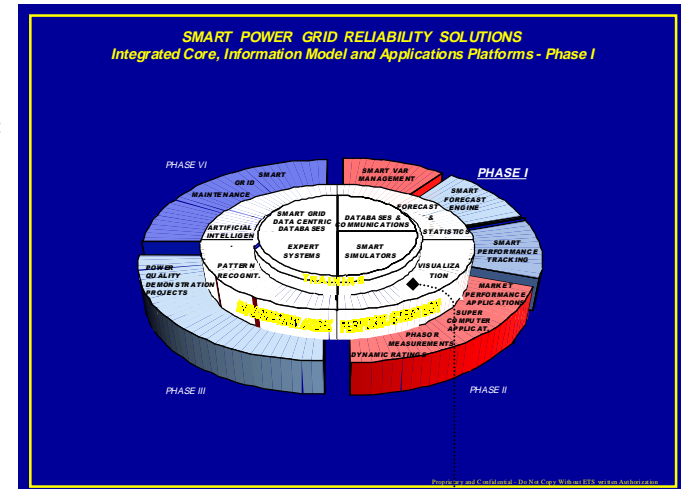 SMART POWER GRID RELIABILITY SOLUTIONS
Integrated Core, Information Model and Applications Platforms - Phase I
PHASE VI
SMART
GRID
MAINTENANCE
SMART VAR
MANAGEMENT
PHASE I
SMART
FORECAST
ENGINE
FORECAST
&
STATISTICS
SMART GRID
DATA CENTRIC
DATABASES
DATABASES &
COMMUNICATIONS
ARTIFICIAL
INTELLIGEN
.
EXPERT
SYSTEMS
SMART
SIMULATORS
SMART
PERFORMANCE
TRACKING
PATTERN
RECOGNIT.
VISUALIZA
TION
POWER
QUALITY
DEMONSTRATION
PROJECTS
MARKET
PERFORMANCE
APPLICATIONS
SUPER
COMPUTER
APPLICAT.
PHASOR
MEASUREMENTS
DYNAMIC RATINGS
PHASE III
PHASE II
Proprietary and Confidential - Do Not Copy Without ETS written Authorization